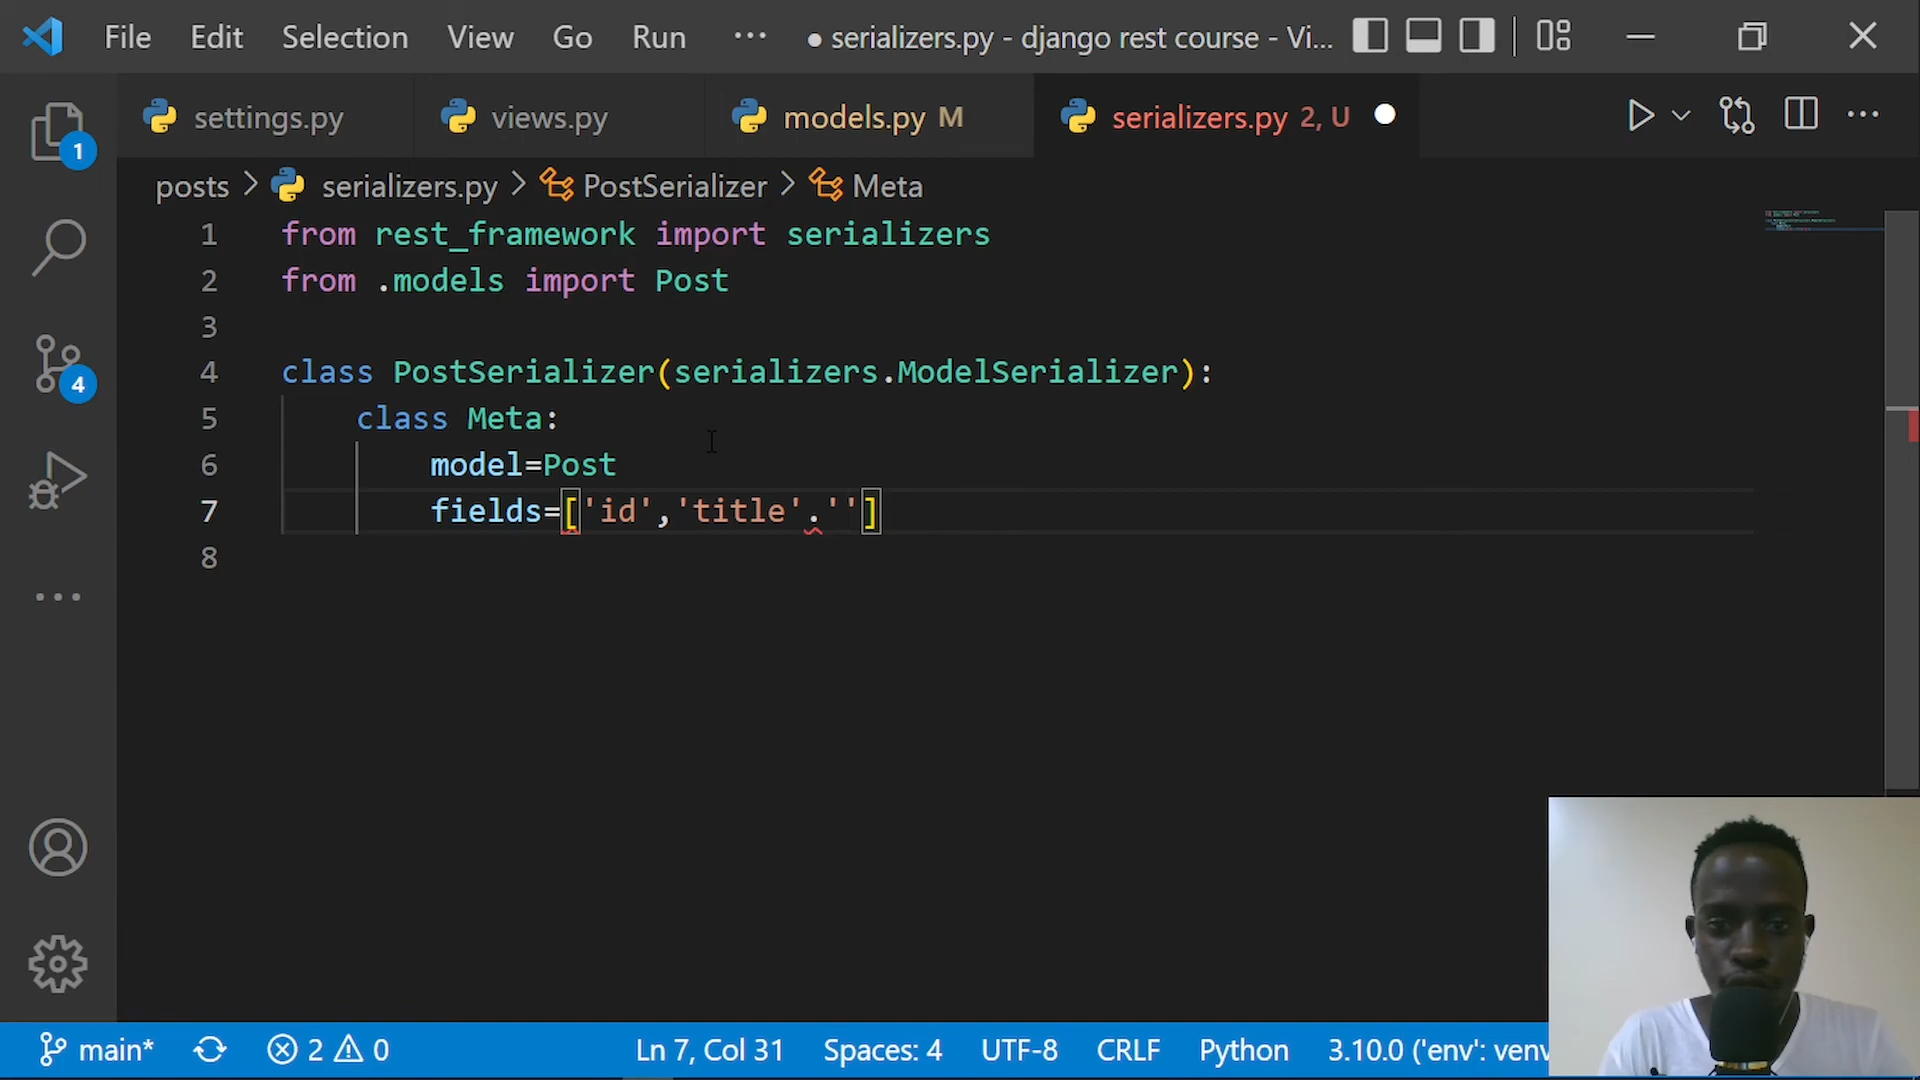 File Edit Selection View Go Run ··· ● serializers.py - django rest course - Vi...
settings.py views.py models.py M serializers.py 2, U ●
1
posts > serializers.py > PostSerializer > Meta
1 from rest_framework import serializers
2 from .models import Post
3
4 class PostSerializer(serializers.ModelSerializer):
5 class Meta:
6 model=Post
7 fields=['id','title'.'']
8
4
main* 2 0 Ln 7, Col 31 Spaces: 4 UTF-8 CRLF Python 3.10.0 ('env': venv